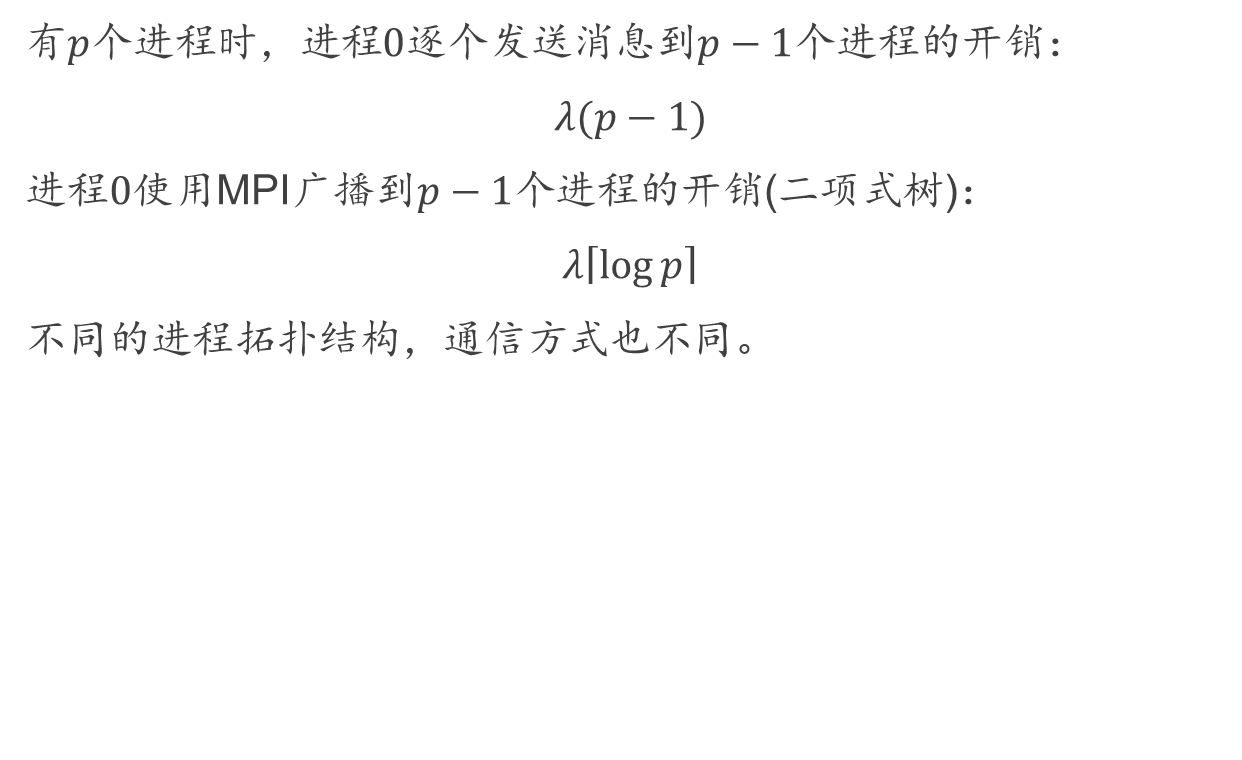 有𝑝个进程时，进程0逐个发送消息到𝑝 − 1个进程的开销：
𝜆(𝑝 − 1)
进程0使用MPI广播到𝑝 − 1个进程的开销(二项式树)：
𝜆⌈log 𝑝⌉
不同的进程拓扑结构，通信方式也不同。